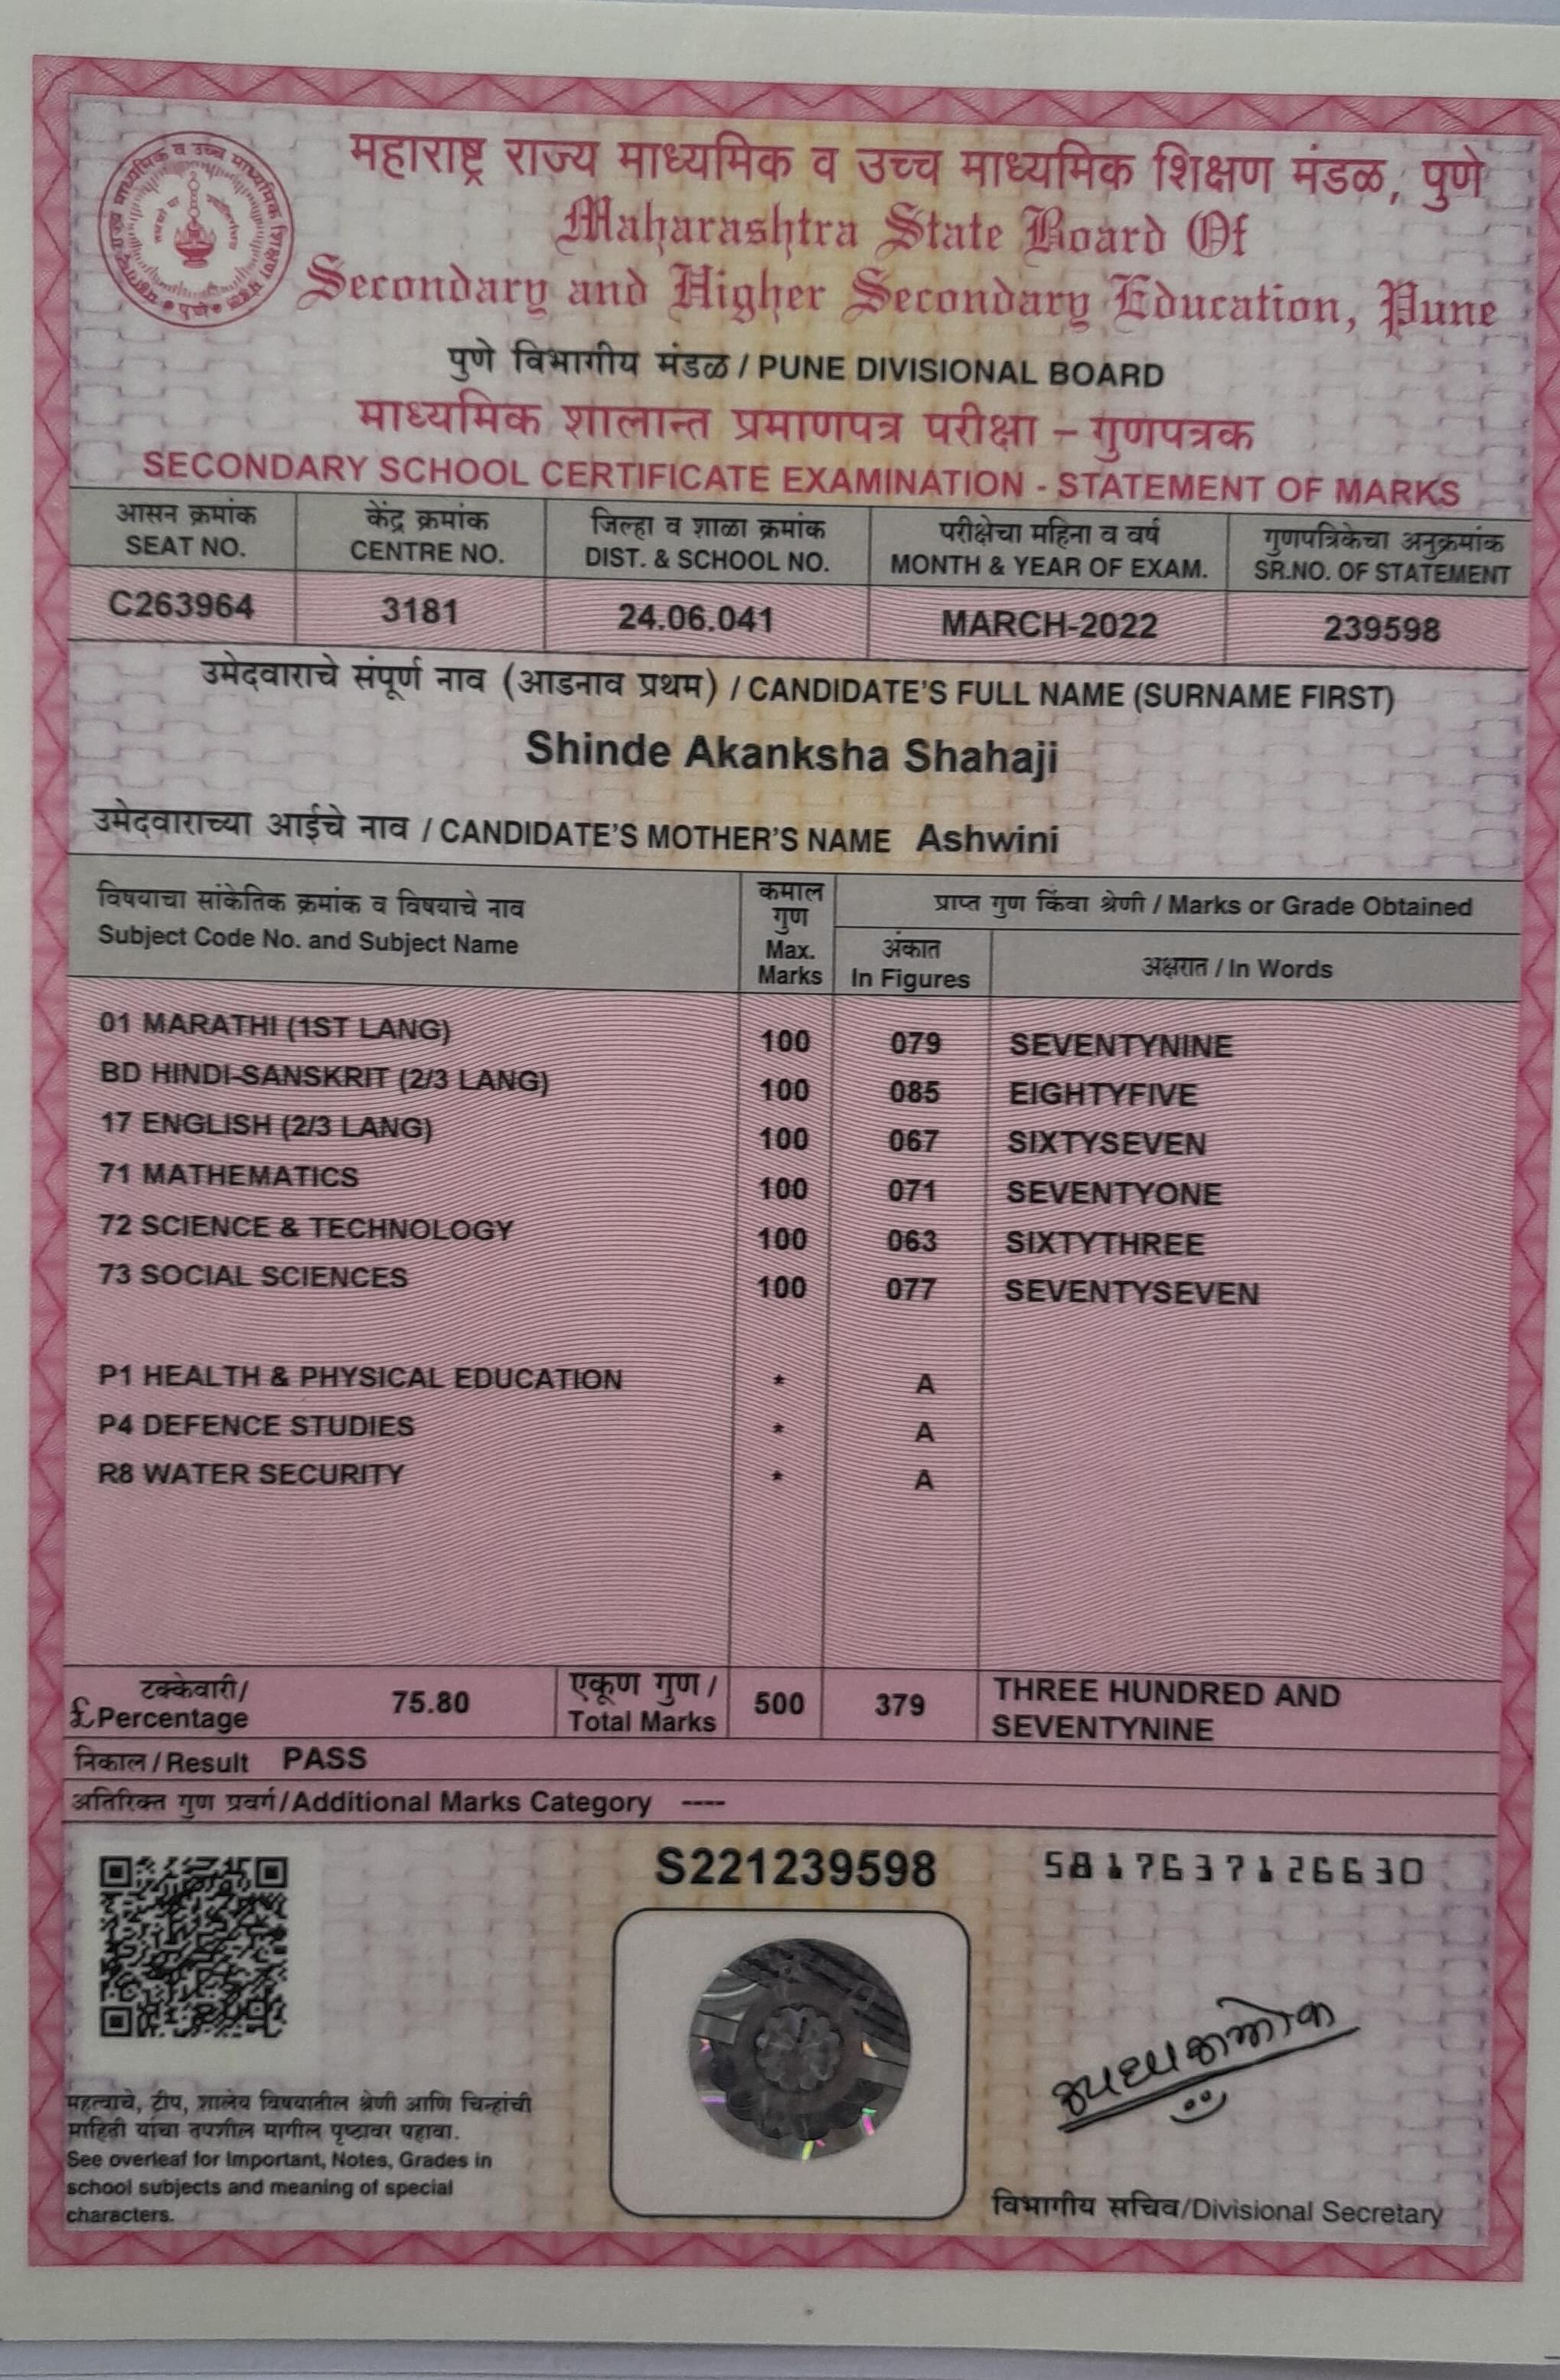 महाराष्ट्र राज्य माध्यमिक व उच्च माध्यमिक शिक्षण मंडळ, पुणे
Maharashtra State Board Of
Secondary and Higher Secondary Education, Pune
पुणे विभागीय मंडळ / PUNE DIVISIONAL BOARD
माध्यमिक शालान्त प्रमाणपत्र परीक्षा – गुणपत्रक
SECONDARY SCHOOL CERTIFICATE EXAMINATION - STATEMENT OF MARKS
आसन क्रमांक केंद्र क्रमांक जिल्हा व शाळा क्रमांक परीक्षेचा महिना व वर्ष गुणपत्रिकेचा अनुक्रमांक
SEAT NO. CENTRE NO. DIST. & SCHOOL NO. MONTH & YEAR OF EXAM. SR.NO. OF STATEMENT
C263964 3181 24.06.041 MARCH-2022 239598
उमेदवाराचे संपूर्ण नाव (आडनाव प्रथम) / CANDIDATE'S FULL NAME (SURNAME FIRST)
Shinde Akanksha Shahaji
उमेदवाराच्या आईचे नाव / CANDIDATE'S MOTHER'S NAME Ashwini
विषयाचा सांकेतिक क्रमांक व विषयाचे नाव
Subject Code No. and Subject Name
कमाल
गुण
Max.
Marks
प्राप्त गुण किंवा श्रेणी / Marks or Grade Obtained
अंकात
In Figures
अक्षरात / In Words
01 MARATHI (1ST LANG) 100 079 SEVENTYNINE
BD HINDI-SANSKRIT (2/3 LANG) 100 085 EIGHTYFIVE
17 ENGLISH (2/3 LANG) 100 067 SIXTYSEVEN
71 MATHEMATICS 100 071 SEVENTYONE
72 SCIENCE & TECHNOLOGY 100 063 SIXTYTHREE
73 SOCIAL SCIENCES 100 077 SEVENTYSEVEN
P1 HEALTH & PHYSICAL EDUCATION * A
P4 DEFENCE STUDIES * A
R8 WATER SECURITY * A
टक्केवारी/
£ Percentage
75.80
एकूण गुण /
Total Marks
500 379
THREE HUNDRED AND
SEVENTYNINE
निकाल / Result PASS
अतिरिक्त गुण प्रवर्ग/Additional Marks Category ----
S221239598
5817637126630
महत्वाचे, टीप, शालेय विषयातील श्रेणी आणि चिन्हांची
माहिती यांचा तपशील मागील पृष्ठावर पहावा.
See overleaf for Important, Notes, Grades in
school subjects and meaning of special
characters.
विभागीय सचिव/Divisional Secretary